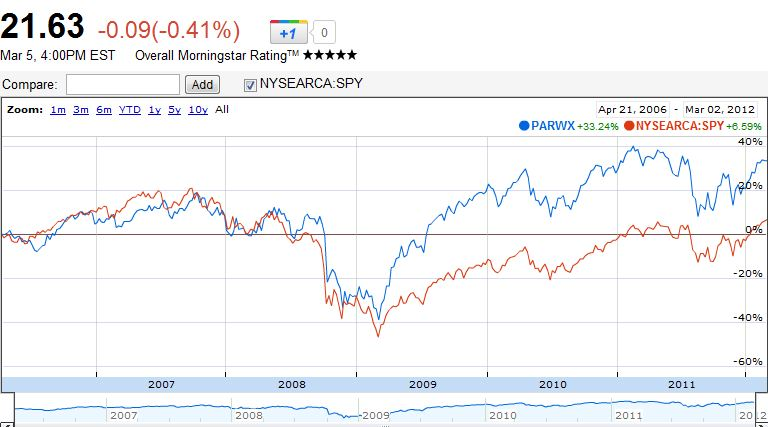 21.63 -0.09(-0.41%) +1 0
Mar 5, 4:00PM EST Overall Morningstar Rating™ ★★★★★
Compare: Add NYSEARCA:SPY
Zoom: 1m 3m 6m YTD 1y 5y 10y All Apr 21, 2006 - Mar 02, 2012
PARWX +33.24% NYSEARCA:SPY +6.59%
40%
20%
0%
-20%
-40%
-60%
2007 2008 2009 2010 2011
2007 2008 2009 2010 2011 2012